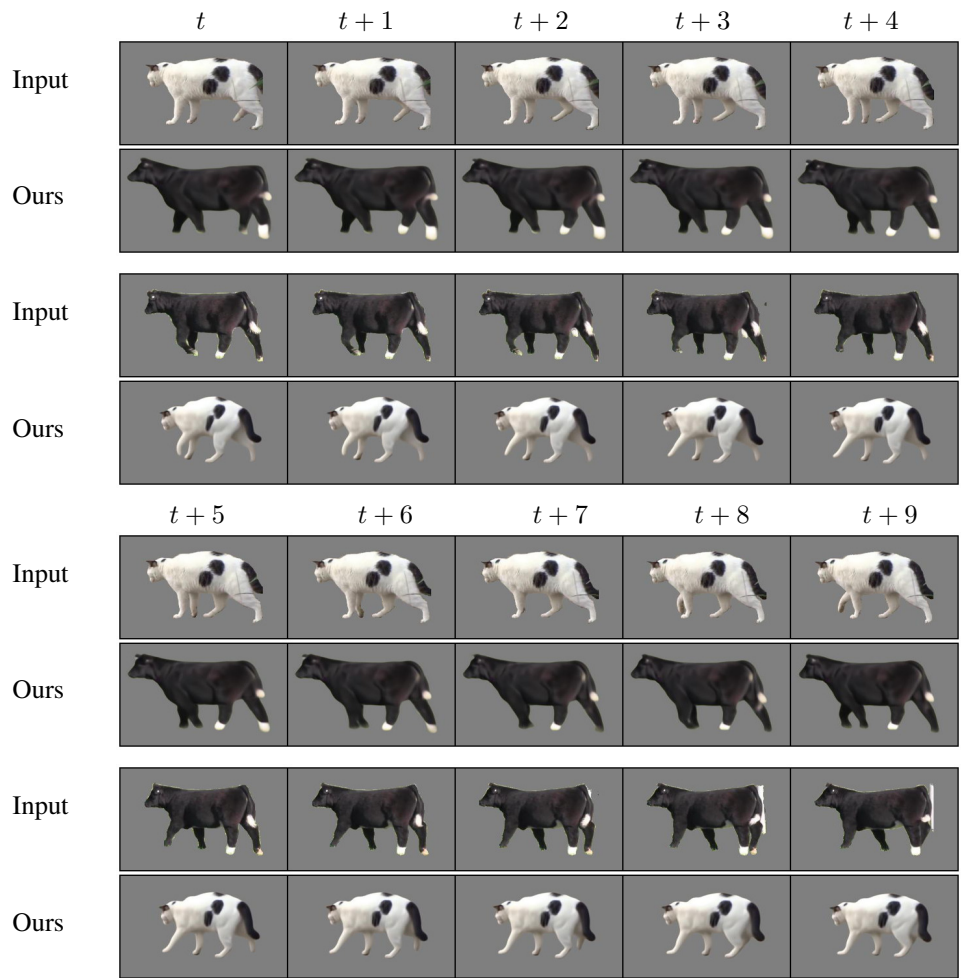 t t + 1 t + 2 t + 3 t + 4
Input
Ours
Input
Ours
t + 5 t + 6 t + 7 t + 8 t + 9
Input
Ours
Input
Ours